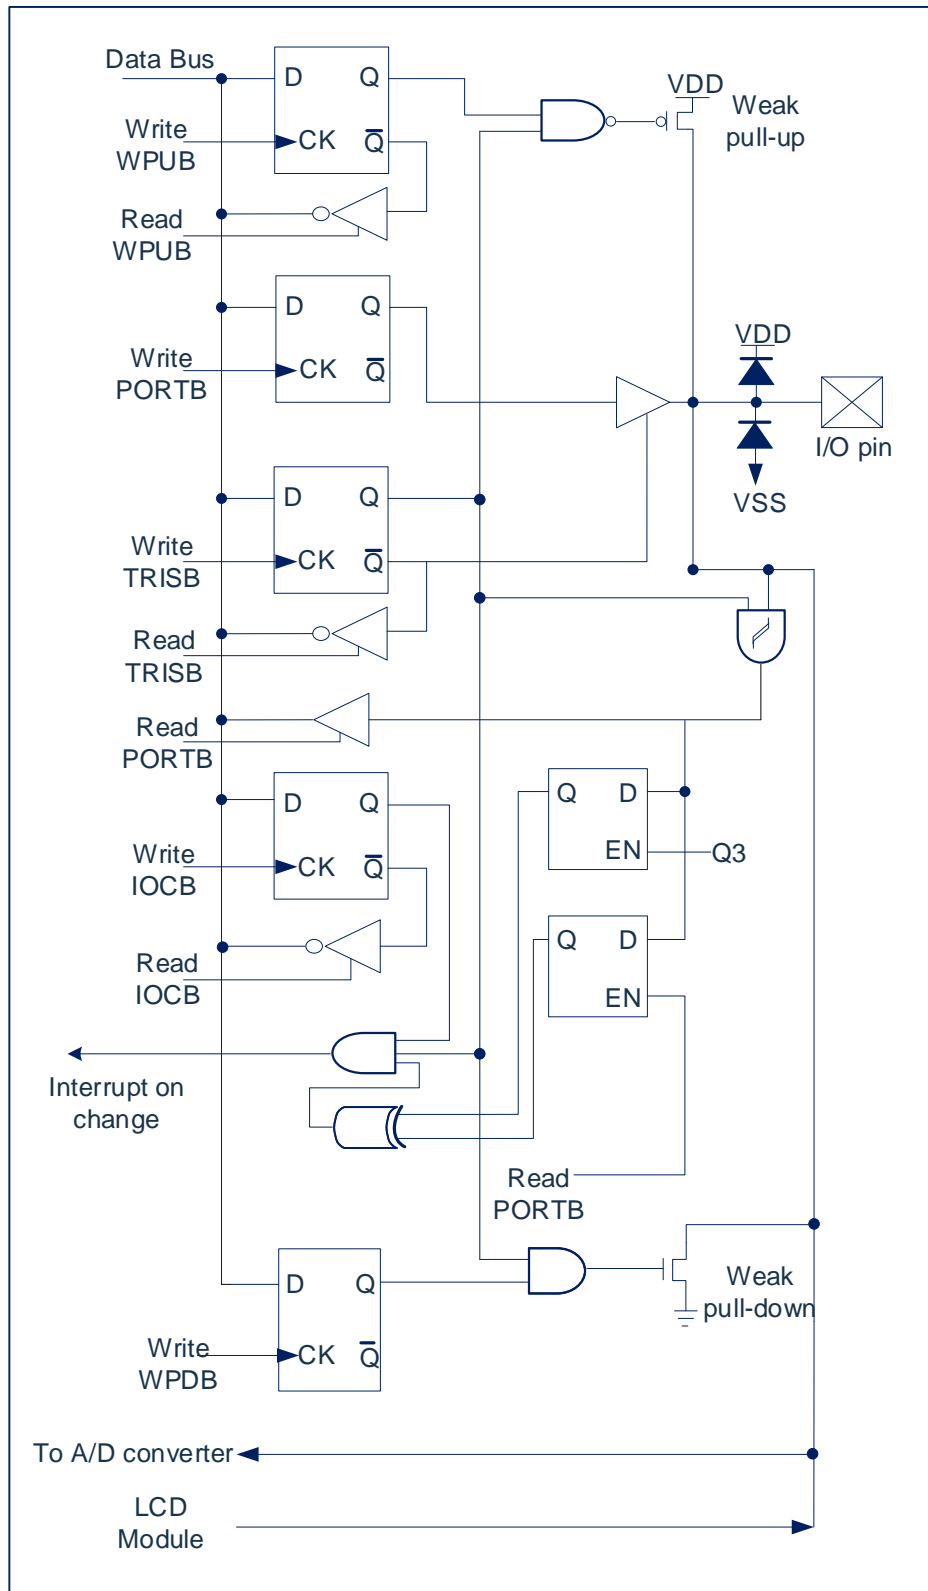 Data Bus
D
Q
VDD
Weak
pull-up
Write
WPUB
CK
Q̅
Read
WPUB
D
Q
VDD
Write
PORTB
CK
Q̅
I/O pin
D
Q
VSS
Write
TRISB
CK
Q̅
Read
TRISB
Read
PORTB
D
Q
Q
D
Write
IOCB
CK
Q̅
EN
Q3
Read
IOCB
Q
D
EN
Interrupt on
change
Read
PORTB
D
Q
Weak
pull-down
Write
WPDB
CK
Q̅
To A/D converter
LCD
Module